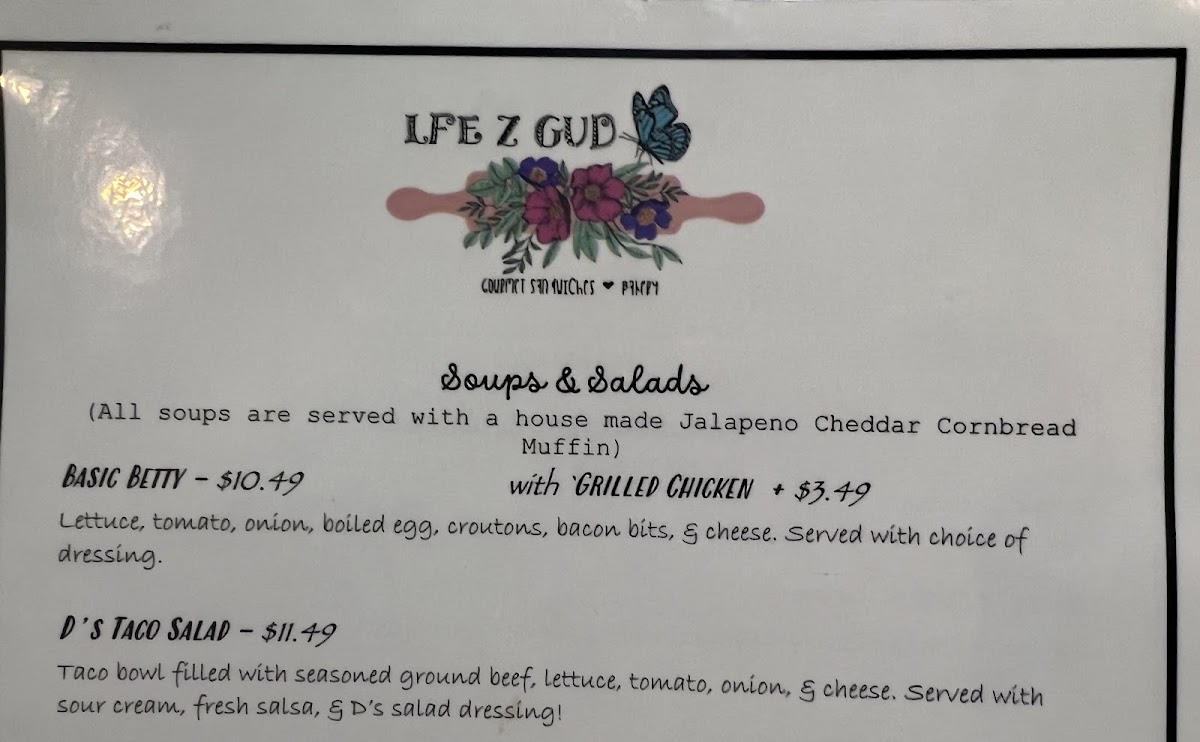 LFE Z GUD
GOURMET SANDWICHES ❤ BAKERY
Soups & Salads
(All soups are served with a house made Jalapeno Cheddar Cornbread
Muffin)
BASIC BETTY - $10.49 with 'GRILLED CHICKEN + $3.49
Lettuce, tomato, onion, boiled egg, croutons, bacon bits, & cheese. Served with choice of
dressing.
D'S TACO SALAD - $11.49
Taco bowl filled with seasoned ground beef, lettuce, tomato, onion, & cheese. Served with
sour cream, fresh salsa, & D's salad dressing!